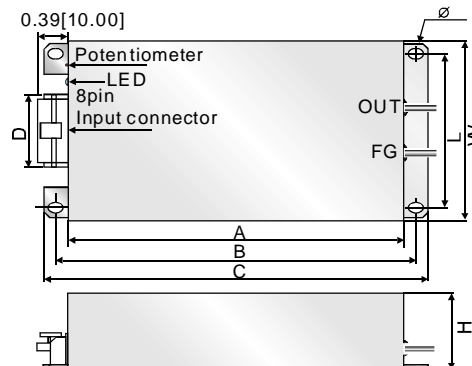 0.39[10.00]
Ø
Potentiometer
LED
8pin
Input connector
OUT
FG
D
L
W
A
B
C
H